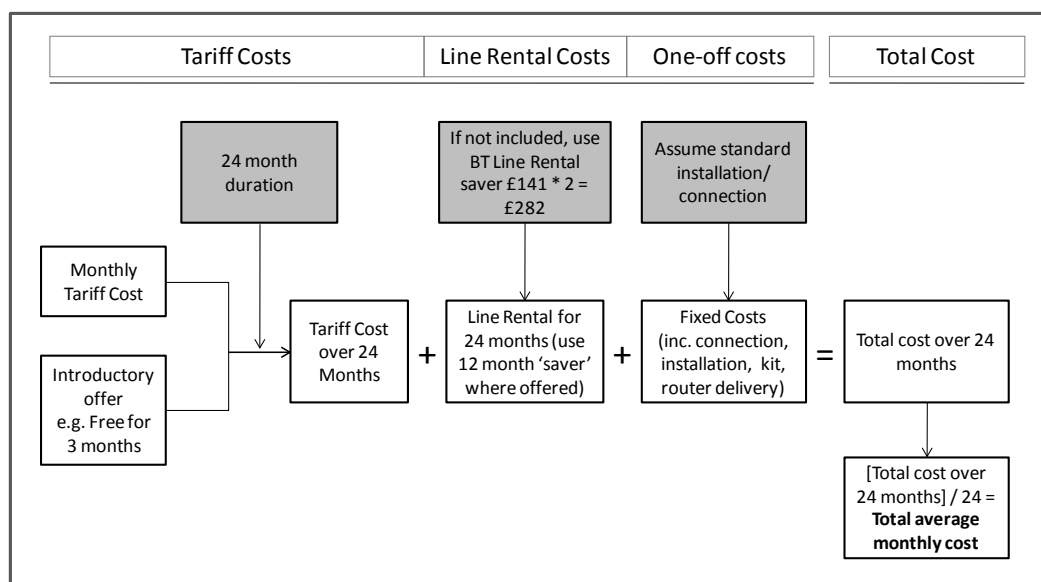 Tariff Costs
Line Rental Costs
One-off costs
Total Cost
24 month
duration
If not included, use
BT Line Rental
saver £141 * 2 =
£282
Assume standard
installation/
connection
Monthly
Tariff Cost
Introductory
offer
e.g. Free for
3 months
Tariff Cost
over 24
Months
+
Line Rental for
24 months (use
12 month ‘saver’
where offered)
+
Fixed Costs
(inc. connection,
installation, kit,
router delivery)
=
Total cost over 24
months
[Total cost over
24 months] / 24 =
Total average
monthly cost